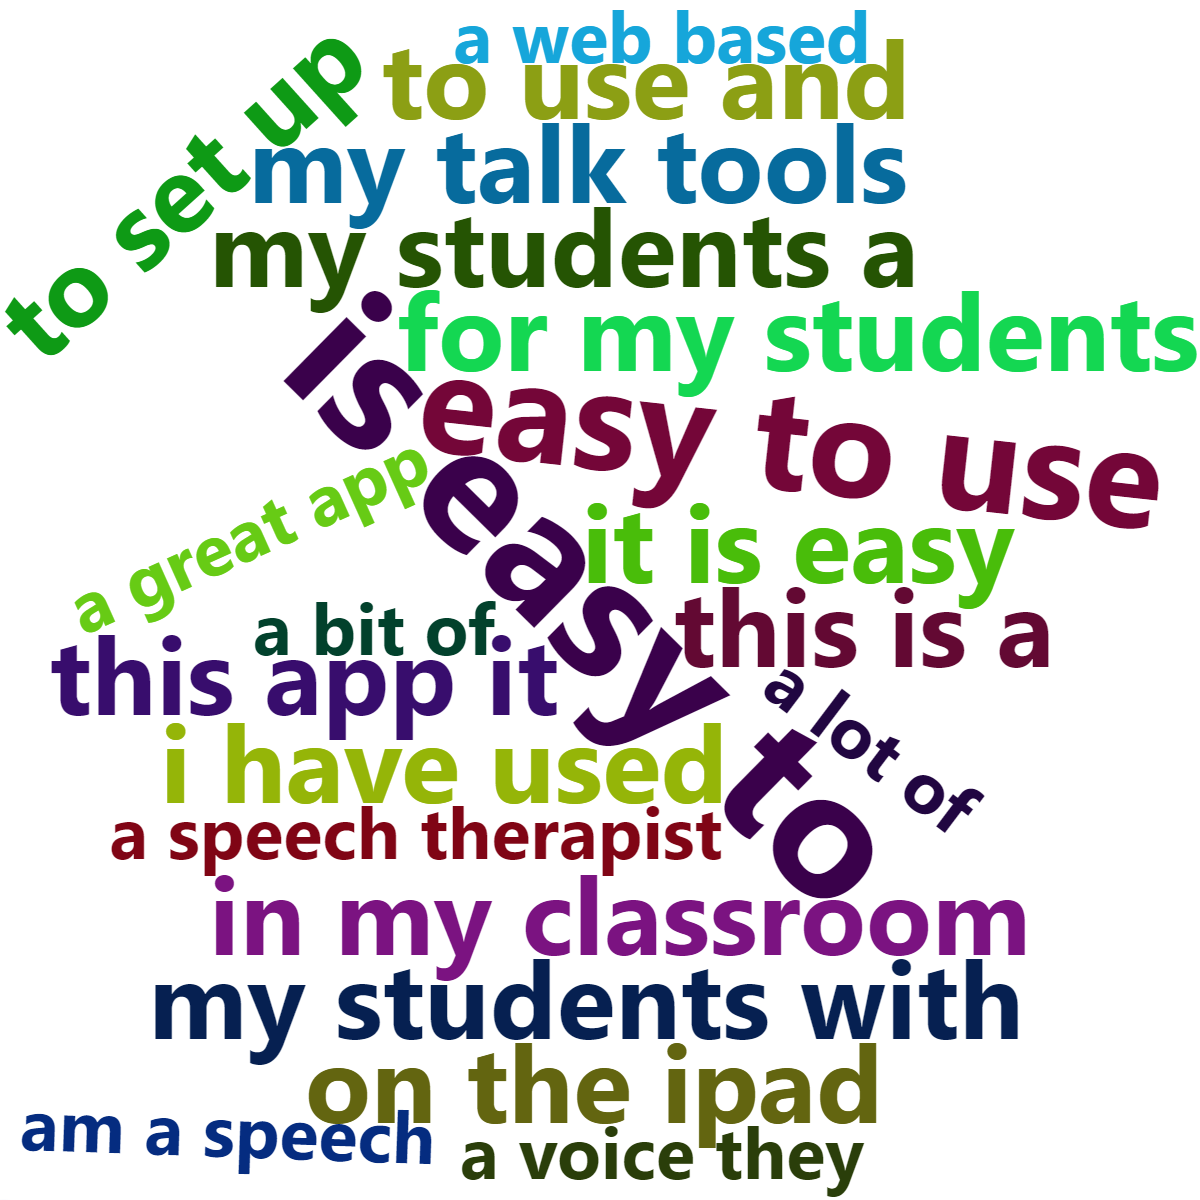 a web based
to use and
to set up
my talk tools
my students a
for my students
is easy to
easy to use
a great app
it is easy
this is a
a bit of
this app it
a lot of
i have used
a speech therapist
in my classroom
my students with
on the ipad
am a speech
a voice they